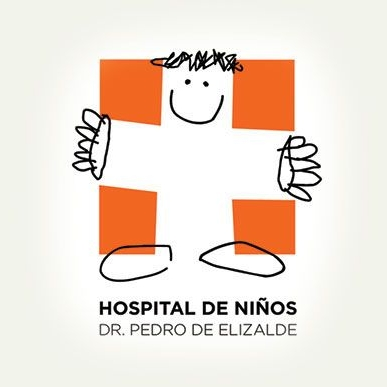 HOSPITAL DE NIÑOS
DR. PEDRO DE ELIZALDE